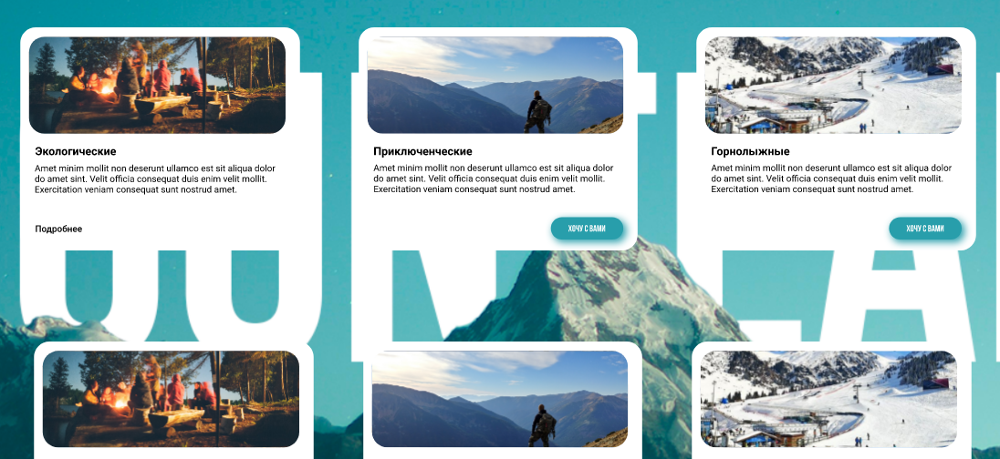 Экологические
Amet minim mollit non deserunt ullamco est sit aliqua dolor
do amet sint. Velit officia consequat duis enim velit mollit.
Exercitation veniam consequat sunt nostrud amet.
Подробнее
Приключенческие
Amet minim mollit non deserunt ullamco est sit aliqua dolor
do amet sint. Velit officia consequat duis enim velit mollit.
Exercitation veniam consequat sunt nostrud amet.
ХОЧУ С ВАМИ
Горнолыжные
Amet minim mollit non deserunt ullamco est sit aliqua dolor
do amet sint. Velit officia consequat duis enim velit mollit.
Exercitation veniam consequat sunt nostrud amet.
ХОЧУ С ВАМИ